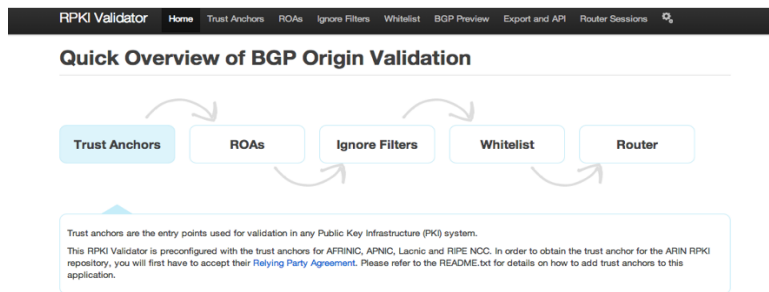 RPKI Validator Home Trust Anchors ROAs Ignore Filters Whitelist BGP Preview Export and API Router Sessions
Quick Overview of BGP Origin Validation
Trust Anchors ROAs Ignore Filters Whitelist Router
Trust anchors are the entry points used for validation in any Public Key Infrastructure (PKI) system.
This RPKI Validator is preconfigured with the trust anchors for AFRINIC, APNIC, Lacnic and RIPE NCC. In order to obtain the trust anchor for the ARIN RPKI
repository, you will first have to accept their Relying Party Agreement. Please refer to the README.txt for details on how to add trust anchors to this
application.